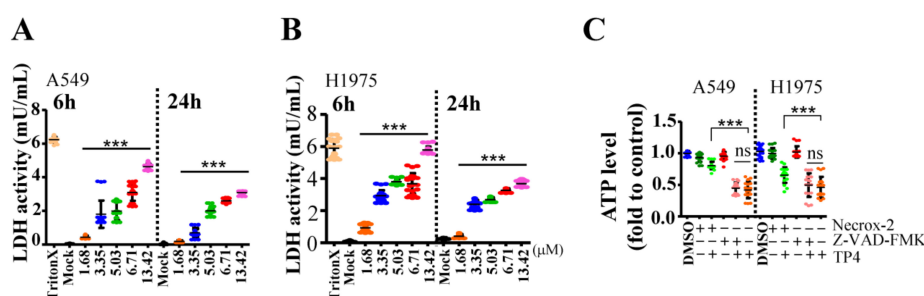 A
A549
6h
24h
LDH activity (mU/mL)
8
6
4
2
0
***
***
TritonX
Mock
1.68
3.35
5.03
6.71
13.42
Mock
1.68
3.35
5.03
6.71
13.42
B
H1975
6h
24h
LDH activity (mU/mL)
8
6
4
2
0
***
***
TritonX
Mock
1.68
3.35
5.03
6.71
13.42
Mock
1.68
3.35
5.03
6.71
13.42
(μM)
C
A549
H1975
ATP level
(fold to control)
1.5
1.0
0.5
0.0
***
ns
***
ns
DMSO
DMSO
Necrox-2
Z-VAD-FMK
TP4